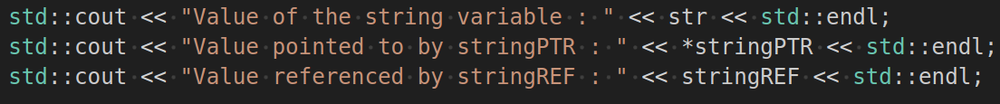 std::cout << "Value of the string variable : " << str << std::endl;
std::cout << "Value pointed to by stringPTR : " << *stringPTR << std::endl;
std::cout << "Value referenced by stringREF : " << stringREF << std::endl;